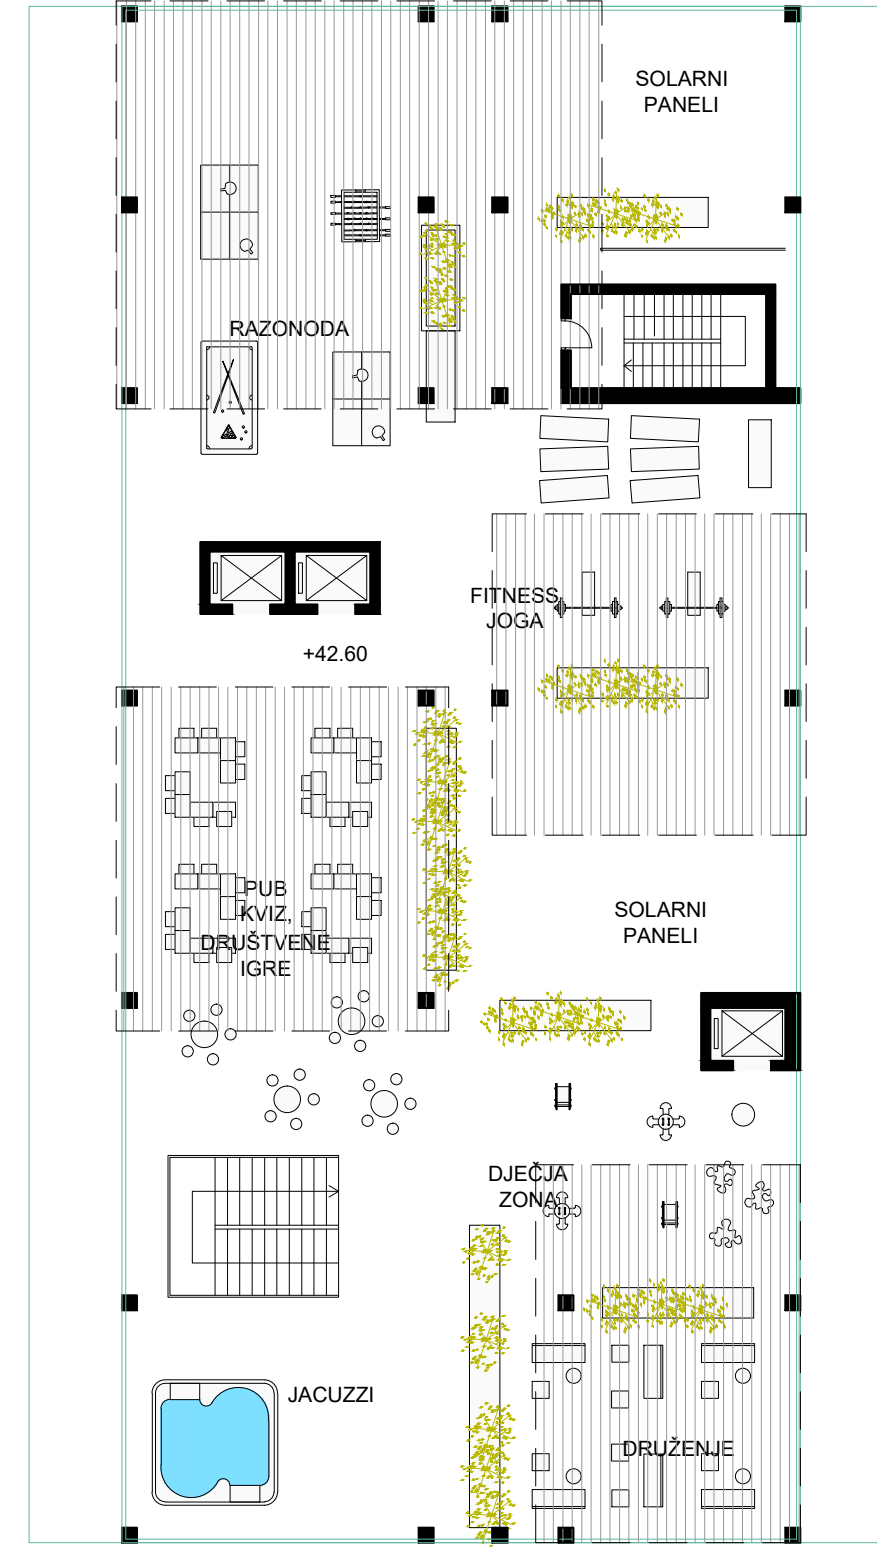 SOLARNI
PANELI
RAZONODA
FITNESS
JOGA
+42.60
PUB
KVIZ,
DRUŠTVENE
IGRE
SOLARNI
PANELI
DJEČJA
ZONA
JACUZZI
DRUŽENJE